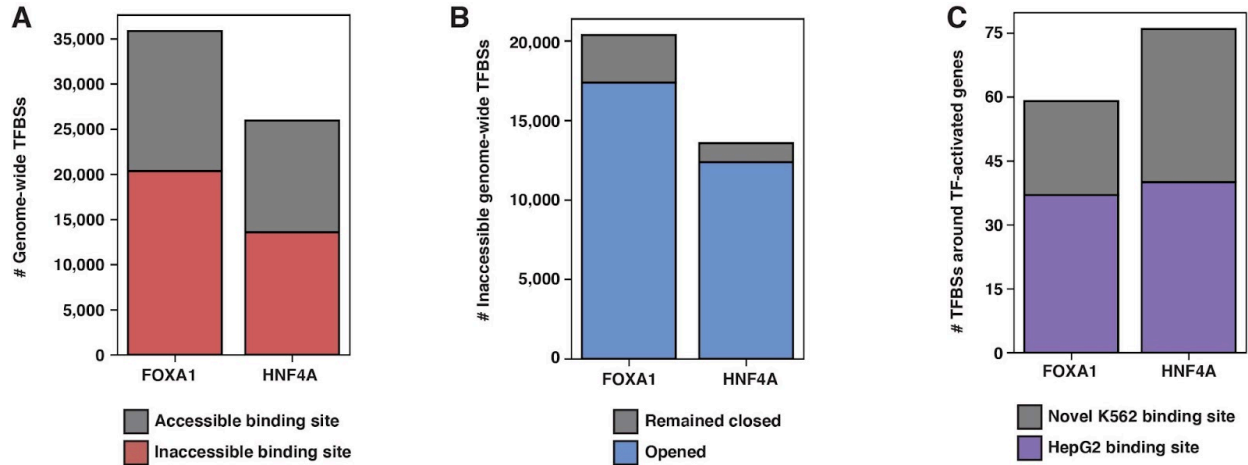 A
# Genome-wide TFBSs
35,000
30,000
25,000
20,000
15,000
10,000
5,000
0
FOXA1
HNF4A
Accessible binding site
Inaccessible binding site
B
# Inaccessible genome-wide TFBSs
20,000
15,000
10,000
5,000
0
FOXA1
HNF4A
Remained closed
Opened
C
# TFBSs around TF-activated genes
75
60
45
30
15
0
FOXA1
HNF4A
Novel K562 binding site
HepG2 binding site